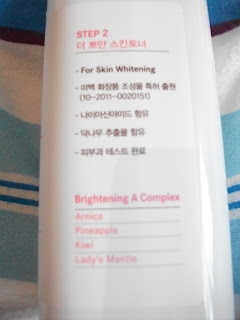 STEP 2
더 뽀얀 스킨토너
- For Skin Whitening
- 미백 화장품 조성물 특허 출원
(10-2011-0020151)
- 나이아신아마이드 함유
- 닥나무 추출물 함유
- 피부과 테스트 완료
Brightening A Complex
Arnica
Pineapple
Kiwi
Lady's Mantle